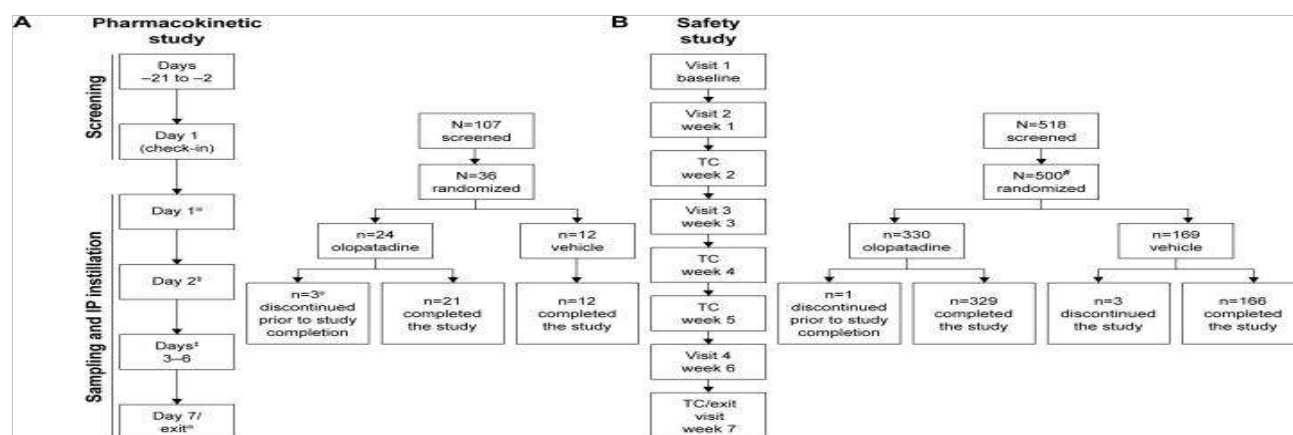 A
Pharmacokinetic
study
Screening
Days
–21 to –2
Day 1
(check-in)
Sampling and IP instillation
Day 1*
Day 2
Days‡
3–6
Day 7/
exit*
N=107
screened
N=36
randomized
n=24
olopatadine
n=12
vehicle
n=3*
discontinued
prior to study
completion
n=21
completed
the study
n=12
completed
the study
B
Safety
study
Visit 1
baseline
Visit 2
week 1
TC
week 2
Visit 3
week 3
TC
week 4
TC
week 5
Visit 4
week 6
TC/exit
visit
week 7
N=518
screened
N=500#
randomized
n=330
olopatadine
n=169
vehicle
n=1
discontinued
prior to study
completion
n=329
completed
the study
n=3
discontinued
the study
n=166
completed
the study